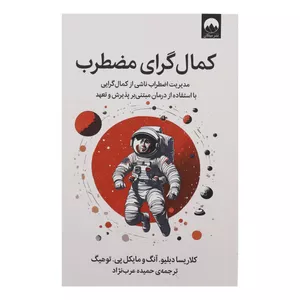 کمال‌گرای مضطرب
مدیریت اضطراب ناشی از کمال‌گرایی
با استفاده از درمان مبتنی بر پذیرش و تعهد
کلاریسا دبلیو. آنگ و مایکل پی. توهیگ
ترجمه‌ی حمیده عرب‌نژاد